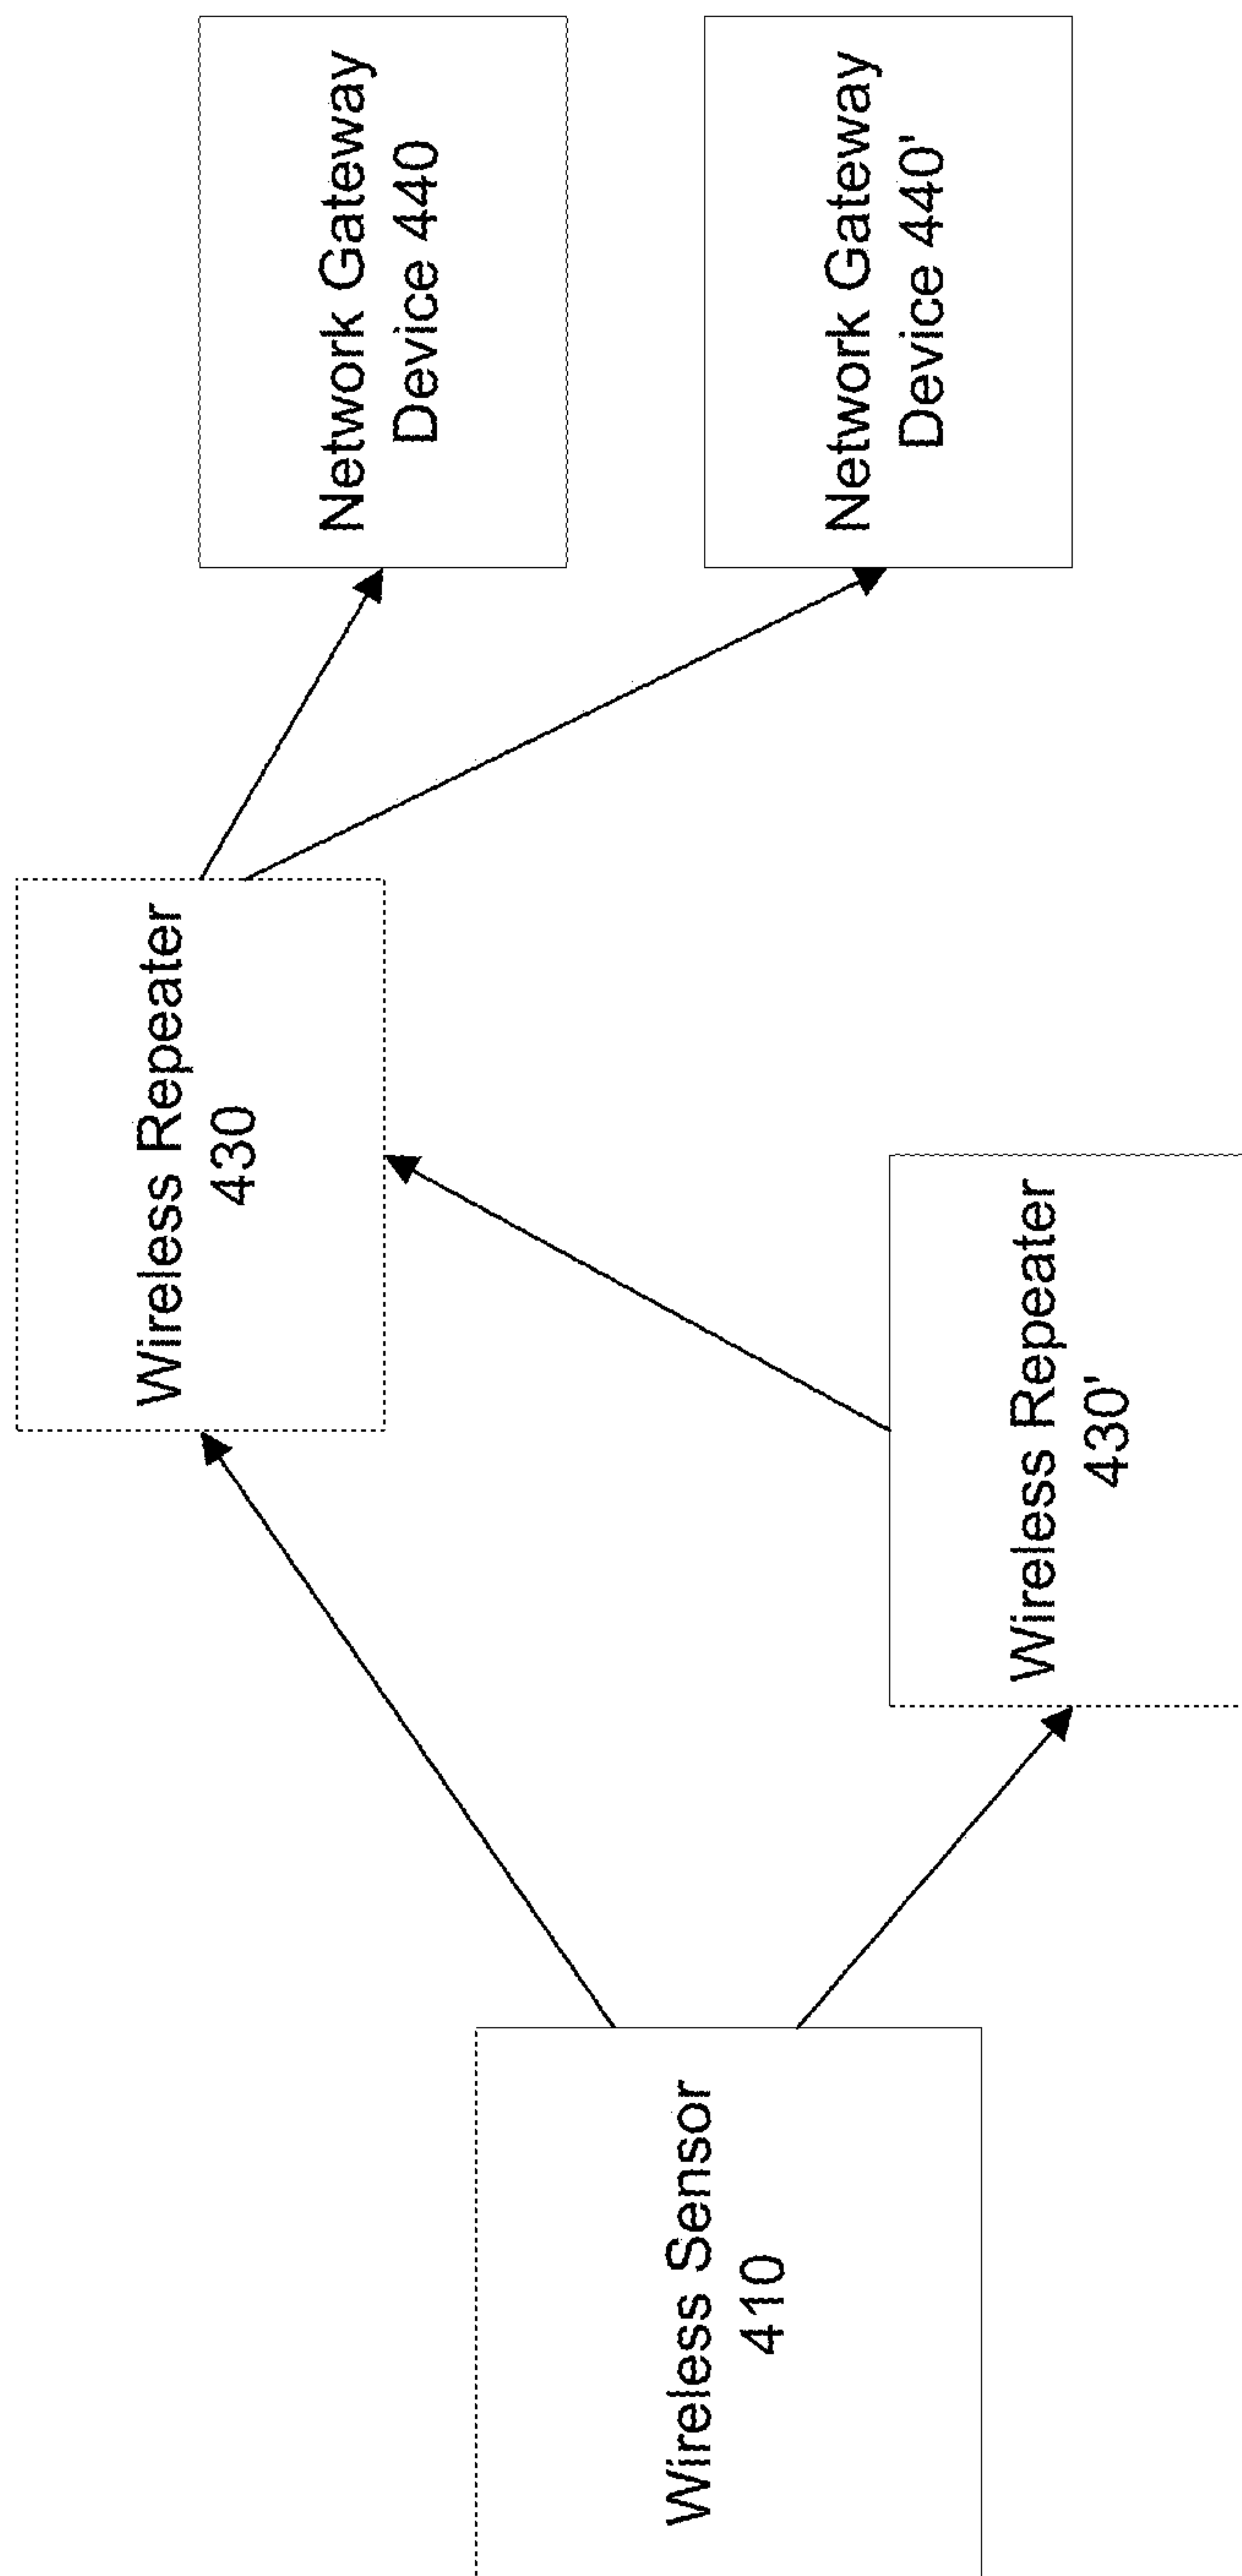 Wireless Sensor
410
Wireless Repeater
430
Wireless Repeater
430'
Network Gateway
Device 440
Network Gateway
Device 440'